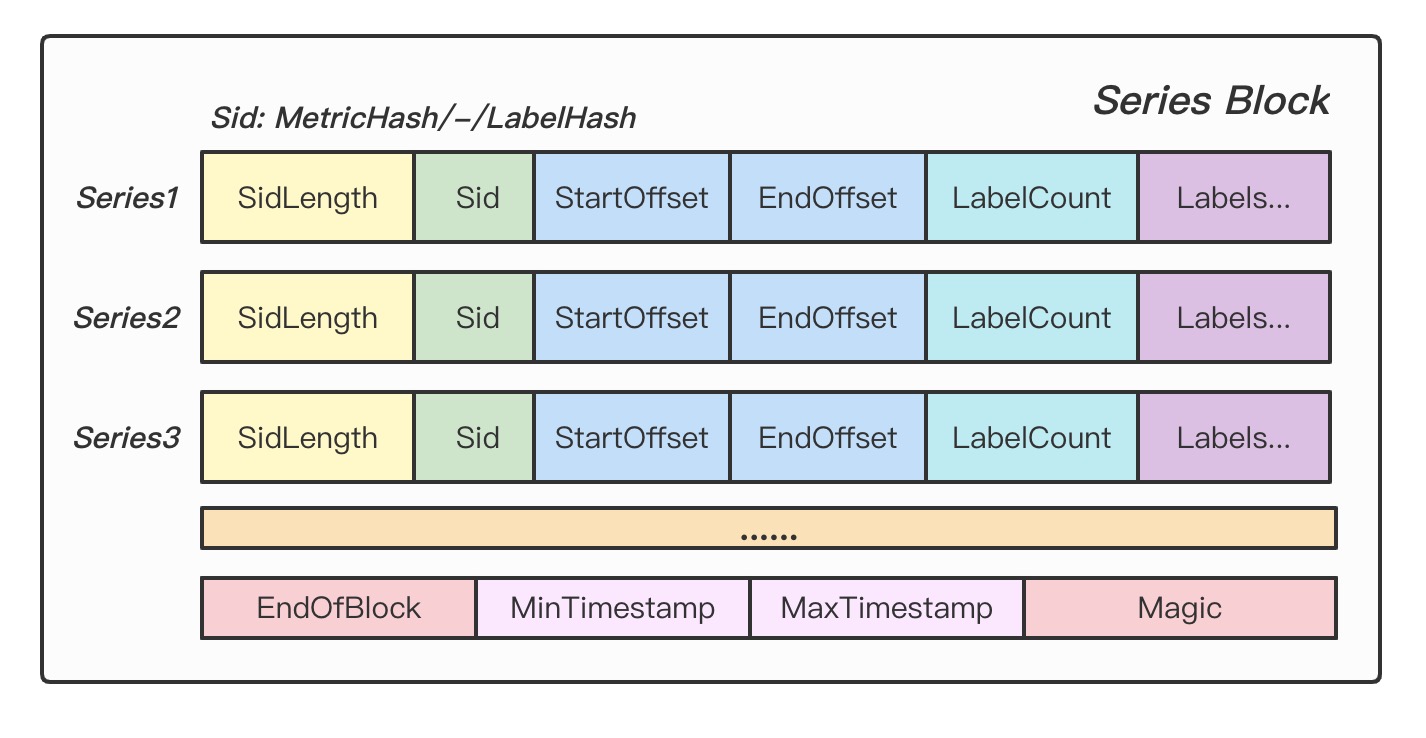 Series Block
Sid: MetricHash/-/LabelHash
Series1 SidLength Sid StartOffset EndOffset LabelCount Labels...
Series2 SidLength Sid StartOffset EndOffset LabelCount Labels...
Series3 SidLength Sid StartOffset EndOffset LabelCount Labels...
......
EndOfBlock MinTimestamp MaxTimestamp Magic